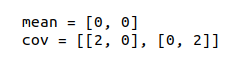 mean = [0, 0]
cov = [[2, 0], [0, 2]]